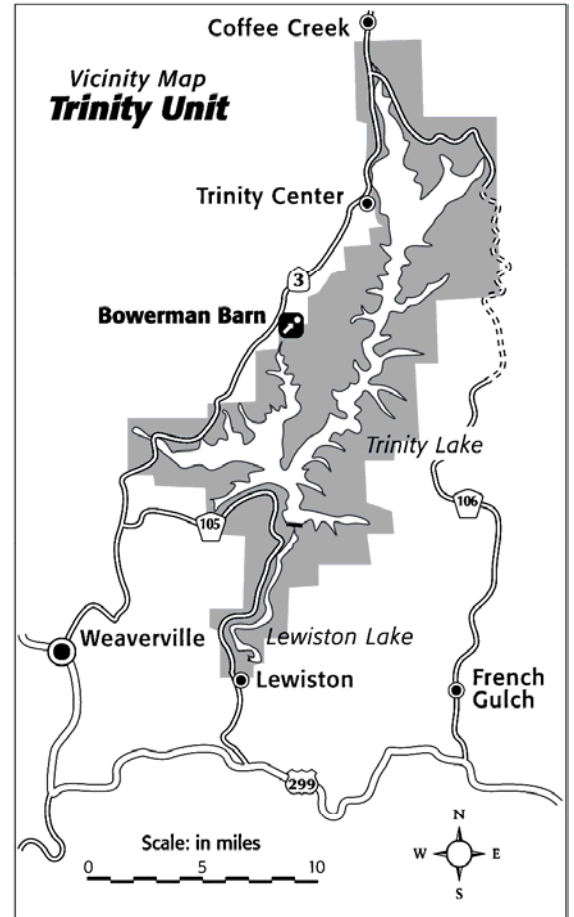 Coffee Creek
Vicinity Map
Trinity Unit
Trinity Center
3
Bowerman Barn
Trinity Lake
106
105
Weaverville
Lewiston Lake
Lewiston
French
Gulch
299
Scale: in miles
0 5 10
N
W E
S